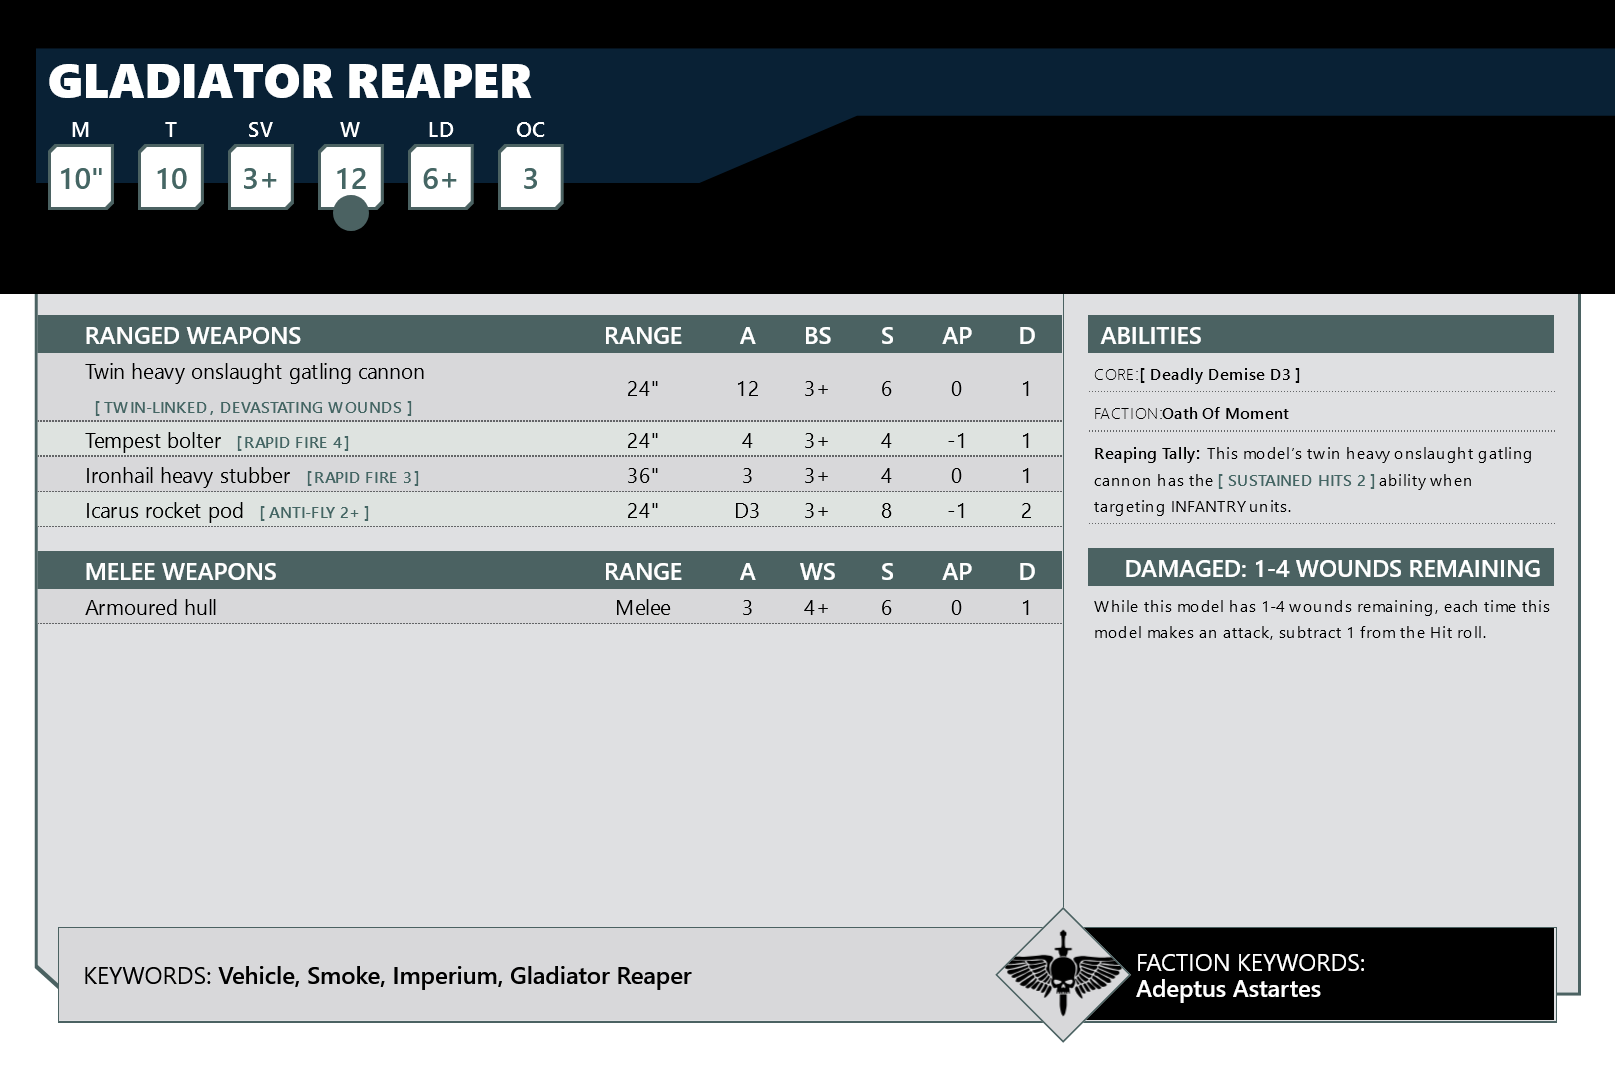 GLADIATOR REAPER
M T SV W LD OC
10" 10 3+ 12 6+ 3
RANGED WEAPONS RANGE A BS S AP D
Twin heavy onslaught gatling cannon
[ TWIN-LINKED, DEVASTATING WOUNDS ] 24" 12 3+ 6 0 1
Tempest bolter [RAPID FIRE 4] 24" 4 3+ 4 -1 1
Ironhail heavy stubber [RAPID FIRE 3] 36" 3 3+ 4 0 1
Icarus rocket pod [ ANTI-FLY 2+ ] 24" D3 3+ 8 -1 2
MELEE WEAPONS RANGE A WS S AP D
Armoured hull Melee 3 4+ 6 0 1
ABILITIES
CORE:[ Deadly Demise D3 ]
FACTION:Oath Of Moment
Reaping Tally: This model’s twin heavy onslaught gatling
cannon has the [ SUSTAINED HITS 2 ] ability when
targeting INFANTRY units.
DAMAGED: 1-4 WOUNDS REMAINING
While this model has 1-4 wounds remaining, each time this
model makes an attack, subtract 1 from the Hit roll.
KEYWORDS: Vehicle, Smoke, Imperium, Gladiator Reaper
FACTION KEYWORDS:
Adeptus Astartes